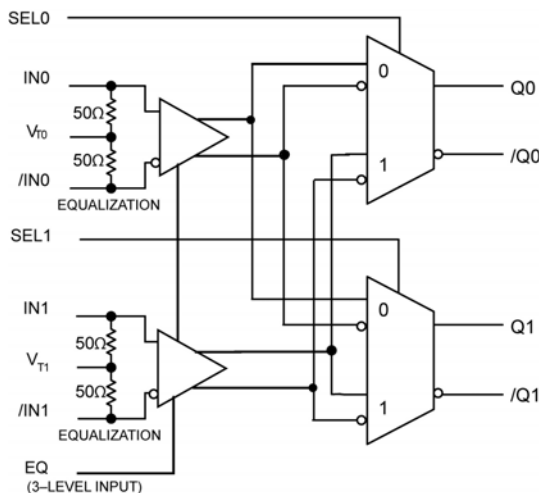 SEL0
IN0
50Ω
VT0
50Ω
/IN0
EQUALIZATION
0
1
Q0
/Q0
SEL1
IN1
50Ω
VT1
50Ω
/IN1
EQUALIZATION
0
1
Q1
/Q1
EQ
(3–LEVEL INPUT)